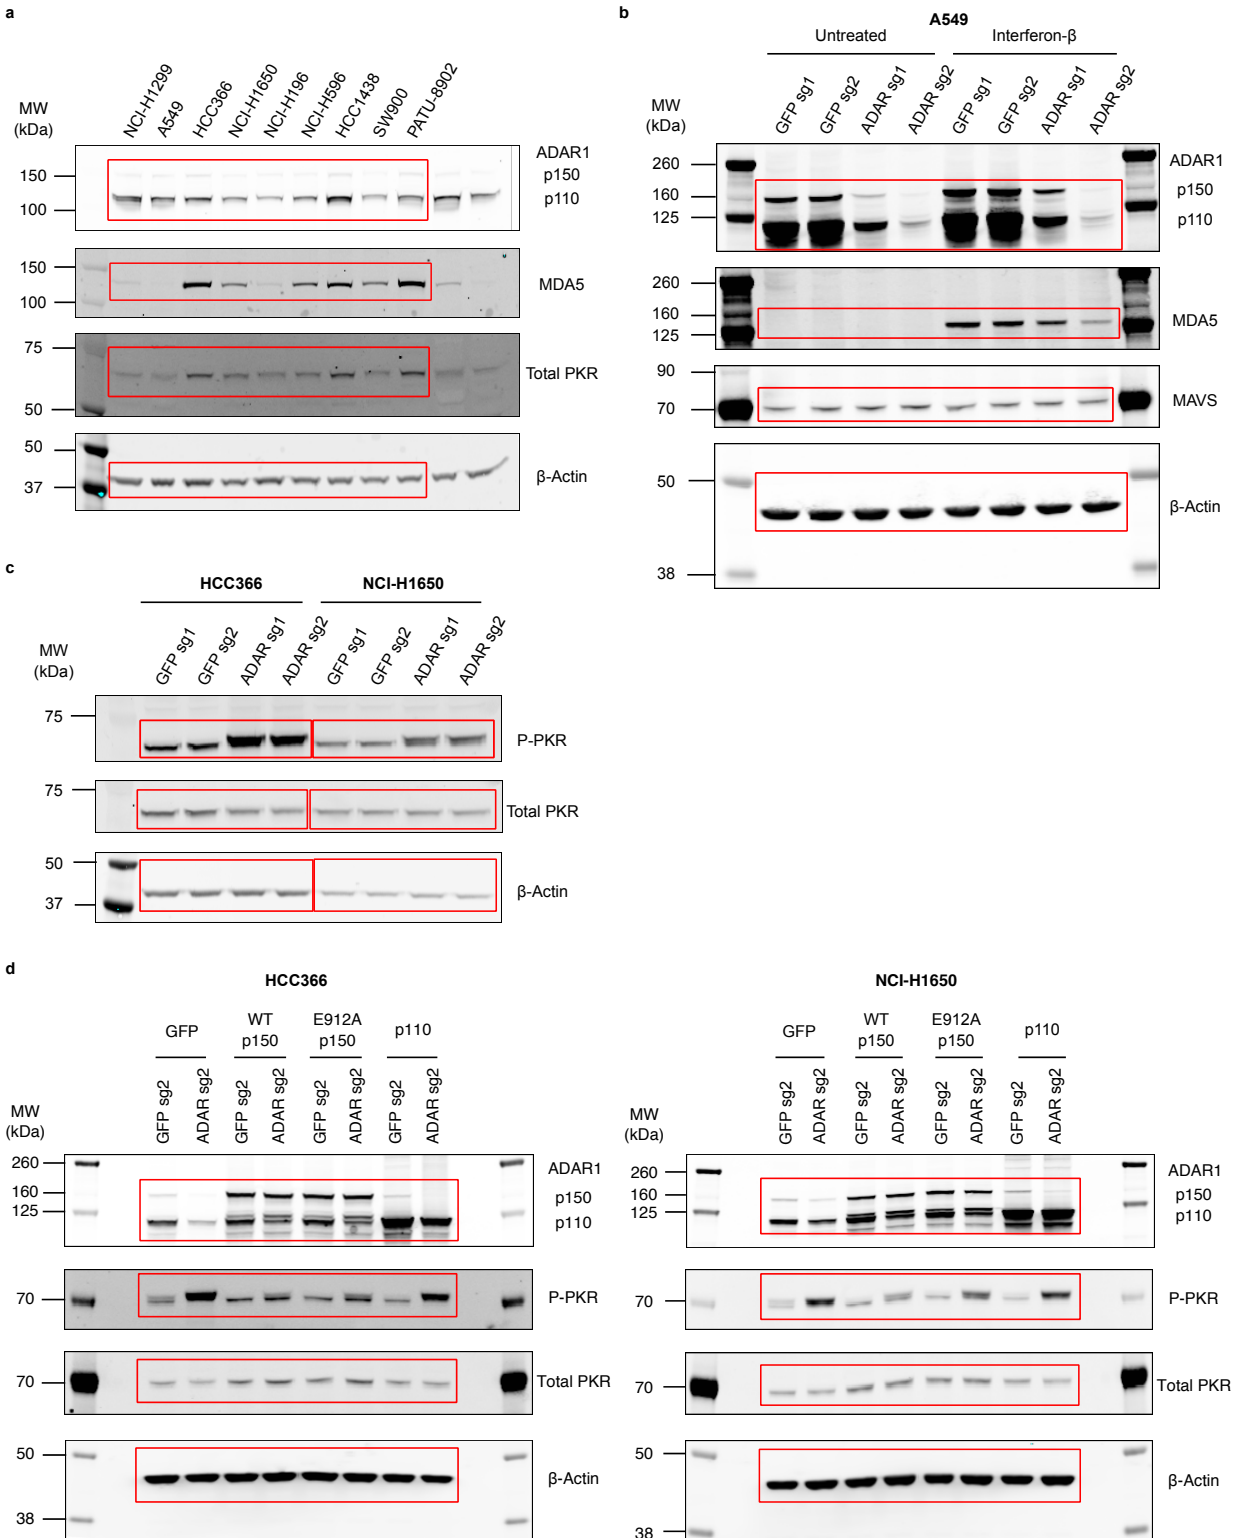 a
MW
(kDa)
NCI-H1299
A549
HCC366
NCI-H1650
NCI-H196
NCI-H596
HCC1438
SW900
PATU-8902
150
100
ADAR1
p150
p110
150
100
MDA5
75
50
Total PKR
50
37
β-Actin
b
A549
Untreated
Interferon-β
MW
(kDa)
GFP sg1
GFP sg2
ADAR sg1
ADAR sg2
GFP sg1
GFP sg2
ADAR sg1
ADAR sg2
260
160
125
ADAR1
p150
p110
260
160
125
MDA5
90
70
MAVS
50
38
β-Actin
c
HCC366
NCI-H1650
MW
(kDa)
GFP sg1
GFP sg2
ADAR sg1
ADAR sg2
GFP sg1
GFP sg2
ADAR sg1
ADAR sg2
75
P-PKR
75
Total PKR
50
37
β-Actin
d
HCC366
GFP
WT
p150
E912A
p150
p110
MW
(kDa)
GFP sg2
ADAR sg2
GFP sg2
ADAR sg2
GFP sg2
ADAR sg2
GFP sg2
ADAR sg2
260
160
125
ADAR1
p150
p110
70
P-PKR
70
Total PKR
50
38
β-Actin
NCI-H1650
GFP
WT
p150
E912A
p150
p110
MW
(kDa)
GFP sg2
ADAR sg2
GFP sg2
ADAR sg2
GFP sg2
ADAR sg2
GFP sg2
ADAR sg2
260
160
125
ADAR1
p150
p110
70
P-PKR
70
Total PKR
50
38
β-Actin